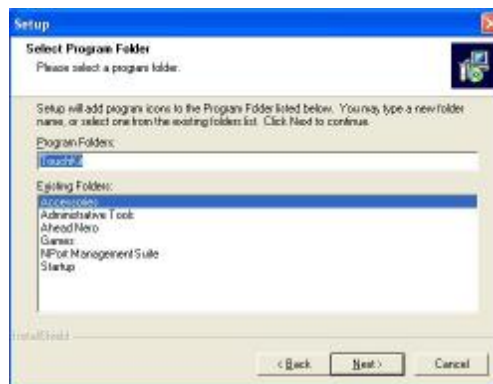 Setup
Select Program Folder
Please select a program folder.
Setup will add program icons to the Program Folder listed below. You may type a new folder
name, or select one from the existing folders list. Click Next to continue.
Program Folders:
TouchKit
Existing Folders:
Accessories
Administrative Tools
Ahead Nero
Games
NPort Management Suite
Startup
InstallShield
< Back
Next >
Cancel